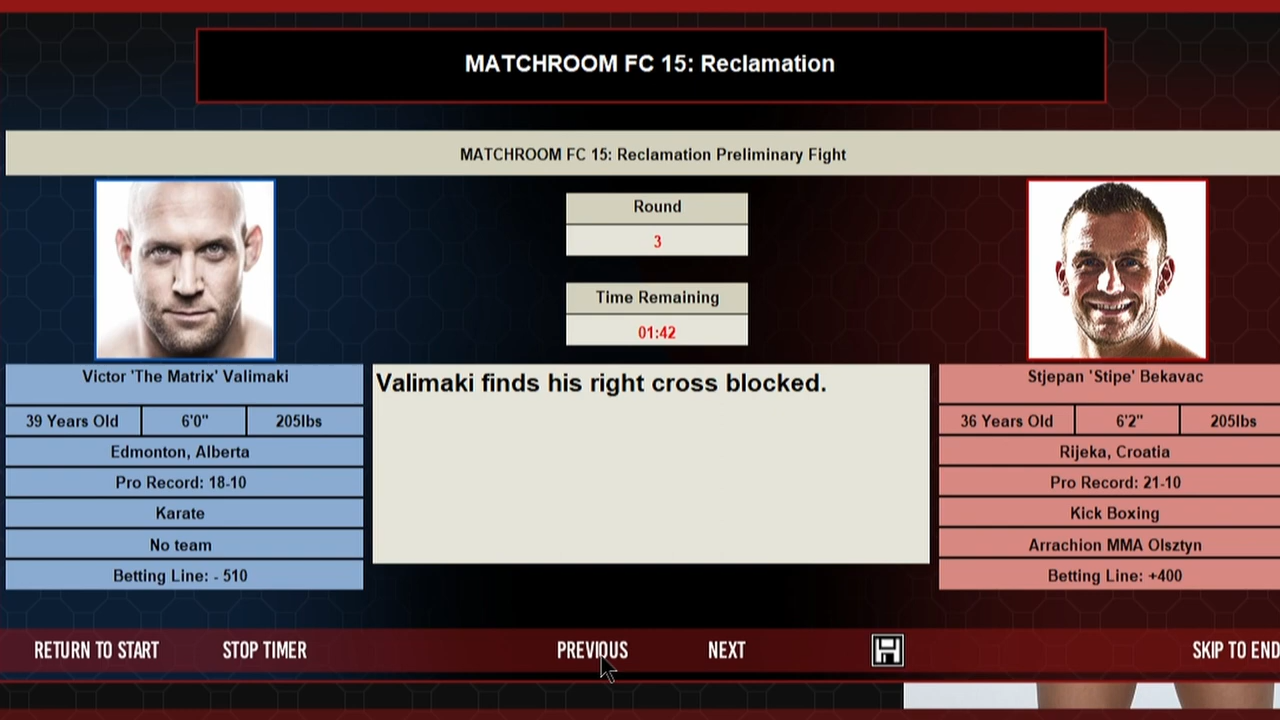 MATCHROOM FC 15: Reclamation
MATCHROOM FC 15: Reclamation Preliminary Fight
Round
3
Time Remaining
01:42
Victor 'The Matrix' Valimaki
39 Years Old 6'0" 205lbs
Edmonton, Alberta
Pro Record: 18-10
Karate
No team
Betting Line: - 510
Valimaki finds his right cross blocked.
Stjepan 'Stipe' Bekavac
36 Years Old 6'2" 205lbs
Rijeka, Croatia
Pro Record: 21-10
Kick Boxing
Arrachion MMA Olsztyn
Betting Line: +400
RETURN TO START STOP TIMER PREVIOUS NEXT SKIP TO END